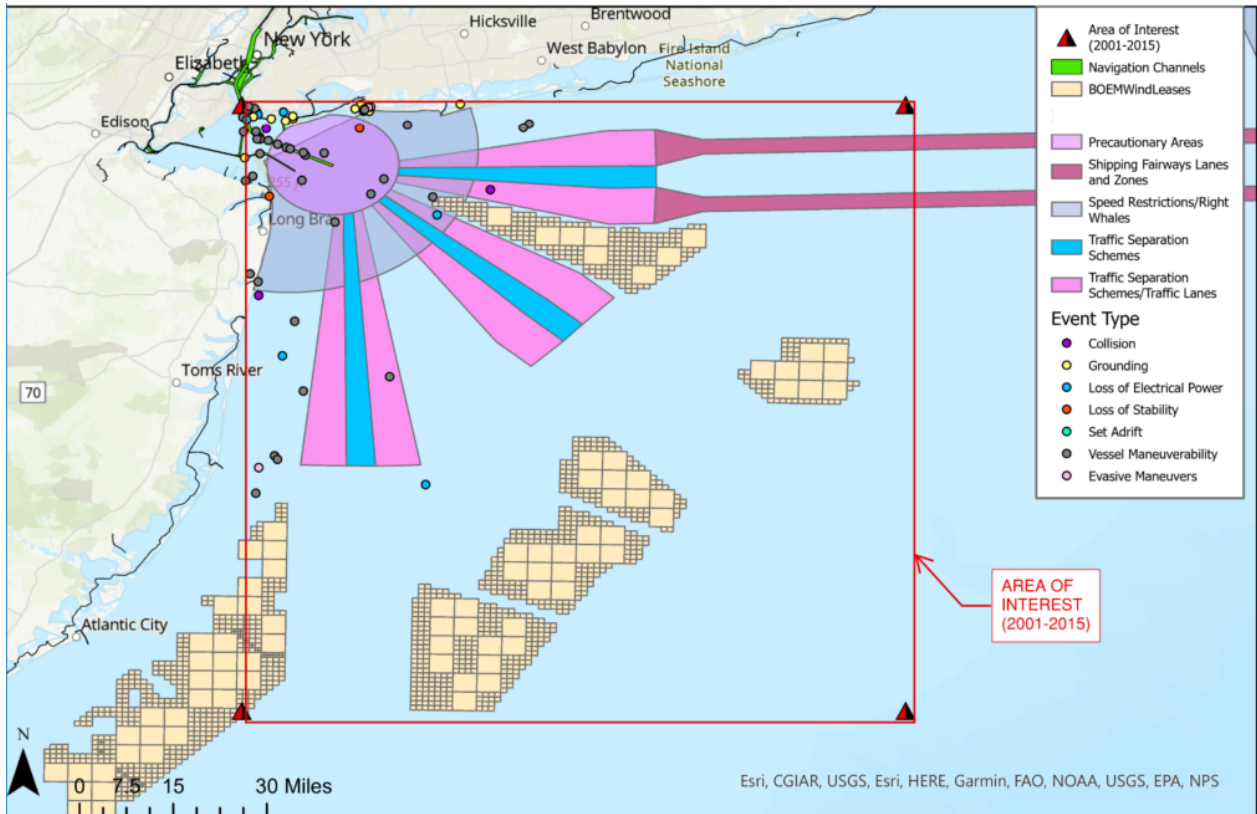 Hicksville
Brentwood
New York
West Babylon
Fire Island
National
Seashore
Elizabeth
Edison
Long Bra
Toms River
70
Atlantic City
N
0 7.5 15 30 Miles
Area of Interest
(2001-2015)
Navigation Channels
BOEMWindLeases
Precautionary Areas
Shipping Fairways Lanes
and Zones
Speed Restrictions/Right
Whales
Traffic Separation
Schemes
Traffic Separation
Schemes/Traffic Lanes
Event Type
Collision
Grounding
Loss of Electrical Power
Loss of Stability
Set Adrift
Vessel Maneuverability
Evasive Maneuvers
AREA OF
INTEREST
(2001-2015)
Esri, CGIAR, USGS, Esri, HERE, Garmin, FAO, NOAA, USGS, EPA, NPS